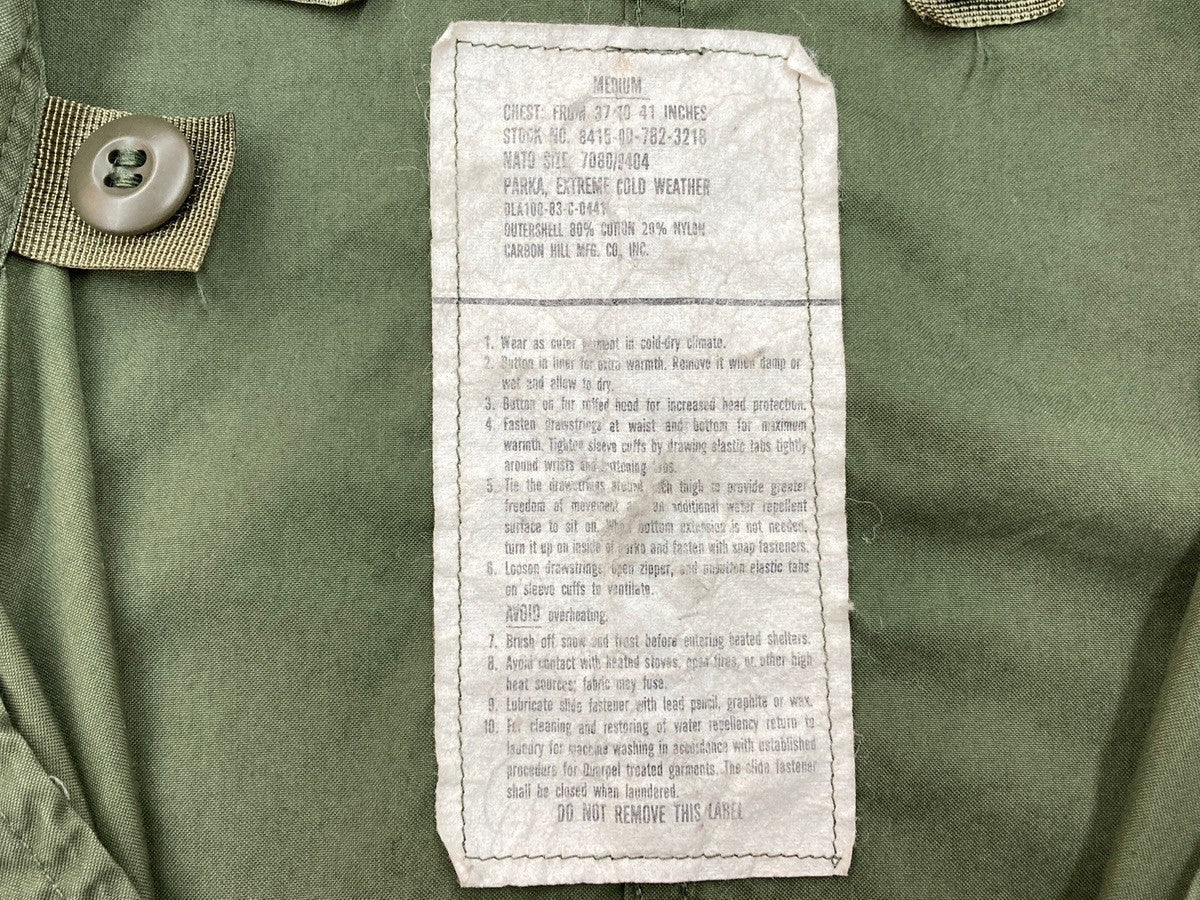 MEDIUM
CHEST: FROM 37 TO 41 INCHES
STOCK NO. 8415-00-782-3218
NATO SIZE 7080/9404
PARKA, EXTREME COLD WEATHER
DLA100-83-C-0441
OUTERSHELL 80% COTTON 20% NYLON
CARBON HILL MFG. CO., INC.
1. Wear as outer garment in cold-dry climate.
2. Button in liner for extra warmth. Remove it when damp or
wet and allow to dry.
3. Button on fur ruffed hood for increased head protection.
4. Fasten drawstrings at waist and bottom for maximum
warmth. Tighten sleeve cuffs by drawing elastic tabs tightly
around wrists and buttoning tabs.
5. Tie the drawstrings around each thigh to provide greater
freedom of movement and an additional water repellent
surface to sit on. When bottom extension is not needed,
turn it up on inside of parka and fasten with snap fasteners.
6. Loosen drawstrings, open zipper, and unbutton elastic tabs
on sleeve cuffs to ventilate.
AVOID overheating.
7. Brush off snow and frost before entering heated shelters.
8. Avoid contact with heated stoves, open fires, or other high
heat sources; fabric may fuse.
9. Lubricate slide fastener with lead pencil, graphite or wax.
10. For cleaning and restoring of water repellency return to
laundry for machine washing in accordance with established
procedure for Quarpel treated garments. The slide fastener
shall be closed when laundered.
DO NOT REMOVE THIS LABEL